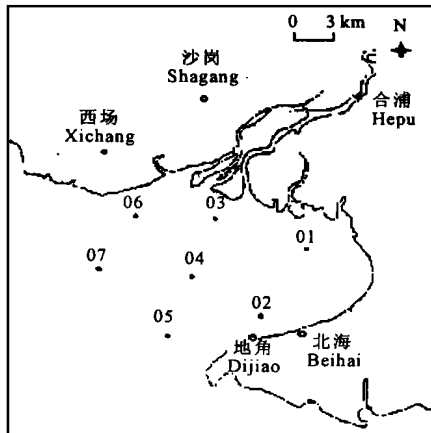 0 3 km
N
沙岗
Shagang
合浦
Hepu
西场
Xichang
06
03
01
07
04
02
05
地角
Dijiao
北海
Beihai